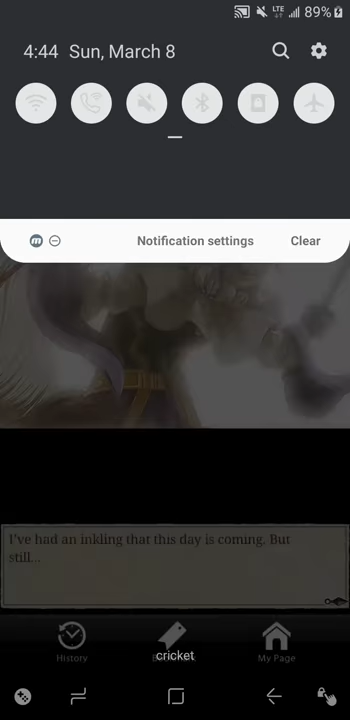 LTE 89%
4:44 Sun, March 8
m Notification settings Clear
I've had an inkling that this day is coming. But
still...
History My Page
cricket